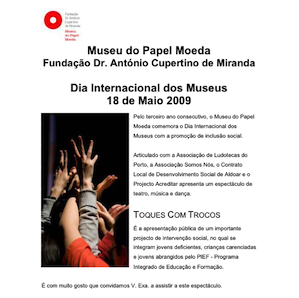 Fundação
Dr. António
Cupertino
de Miranda
Museu
do Papel
Moeda
Museu do Papel Moeda
Fundação Dr. António Cupertino de Miranda
Dia Internacional dos Museus
18 de Maio 2009
Pelo terceiro ano consecutivo, o Museu do Papel
Moeda comemora o Dia Internacional dos
Museus com a promoção de inclusão social.
Articulado com a Associação de Ludotecas do
Porto, a Associação Somos Nós, o Contrato
Local de Desenvolvimento Social de Aldoar e o
Projecto Acreditar apresenta um espectáculo de
teatro, música e dança.
TOQUES COM TROCOS
É a apresentação pública de um importante
projecto de intervenção social, no qual se
integram jovens deficientes, crianças carenciadas
e jovens abrangidos pelo PIEF - Programa
Integrado de Educação e Formação.
É com muito gosto que convidamos V. Exa. a assistir a este espectáculo.